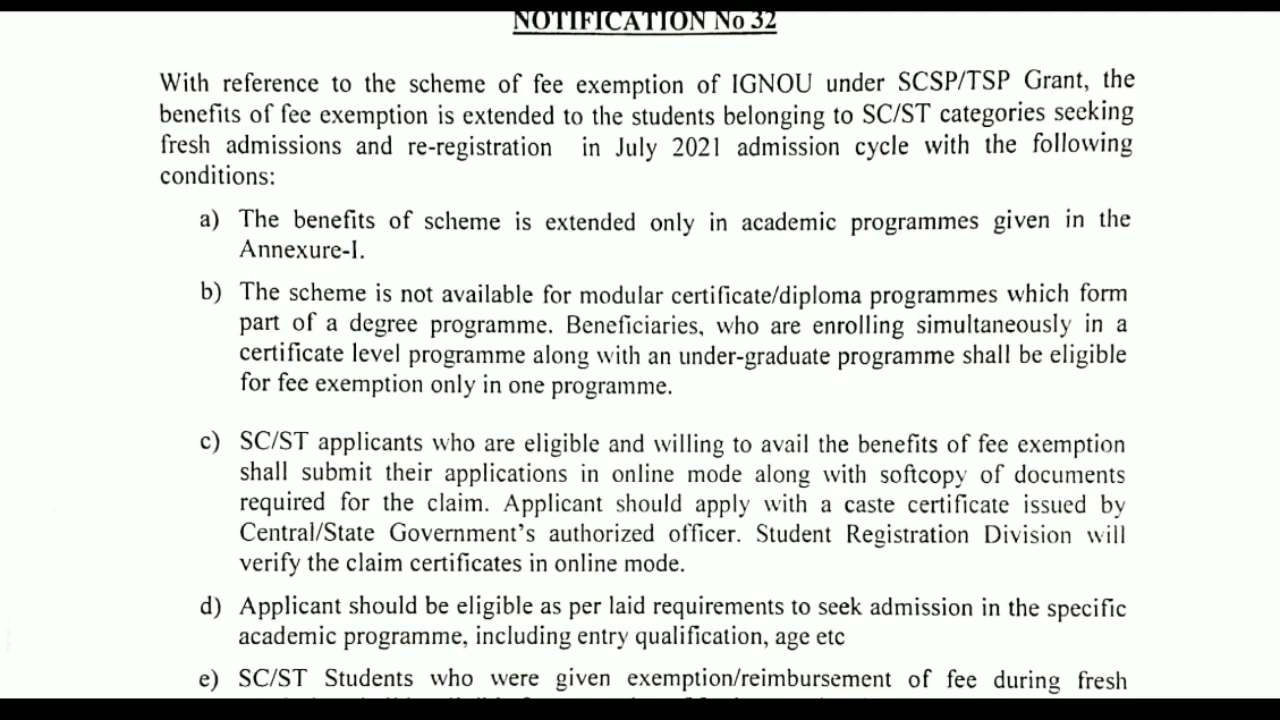 NOTIFICATION No 32
With reference to the scheme of fee exemption of IGNOU under SCSP/TSP Grant, the
benefits of fee exemption is extended to the students belonging to SC/ST categories seeking
fresh admissions and re-registration in July 2021 admission cycle with the following
conditions:
a) The benefits of scheme is extended only in academic programmes given in the
Annexure-I.
b) The scheme is not available for modular certificate/diploma programmes which form
part of a degree programme. Beneficiaries, who are enrolling simultaneously in a
certificate level programme along with an under-graduate programme shall be eligible
for fee exemption only in one programme.
c) SC/ST applicants who are eligible and willing to avail the benefits of fee exemption
shall submit their applications in online mode along with softcopy of documents
required for the claim. Applicant should apply with a caste certificate issued by
Central/State Government's authorized officer. Student Registration Division will
verify the claim certificates in online mode.
d) Applicant should be eligible as per laid requirements to seek admission in the specific
academic programme, including entry qualification, age etc
e) SC/ST Students who were given exemption/reimbursement of fee during fresh